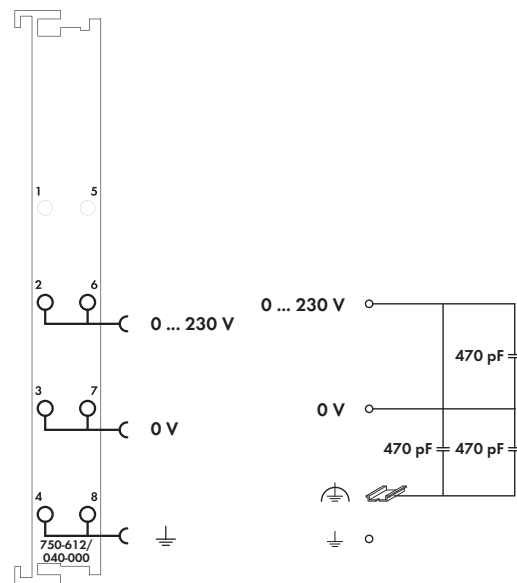 1 5
2 6
0 ... 230 V
0 ... 230 V
470 pF
3 7
0 V
0 V
470 pF 470 pF
4 8
750-612/
040-000